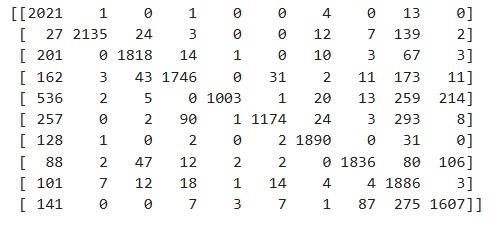 [[2021 1 0 1 0 0 4 0 13 0]
[ 27 2135 24 3 0 0 12 7 139 2]
[ 201 0 1818 14 1 0 10 3 67 3]
[ 162 3 43 1746 0 31 2 11 173 11]
[ 536 2 5 0 1003 1 20 13 259 214]
[ 257 0 2 90 1 1174 24 3 293 8]
[ 128 1 0 2 0 2 1890 0 31 0]
[ 88 2 47 12 2 2 0 1836 80 106]
[ 101 7 12 18 1 14 4 4 1886 3]
[ 141 0 0 7 3 7 1 87 275 1607]]